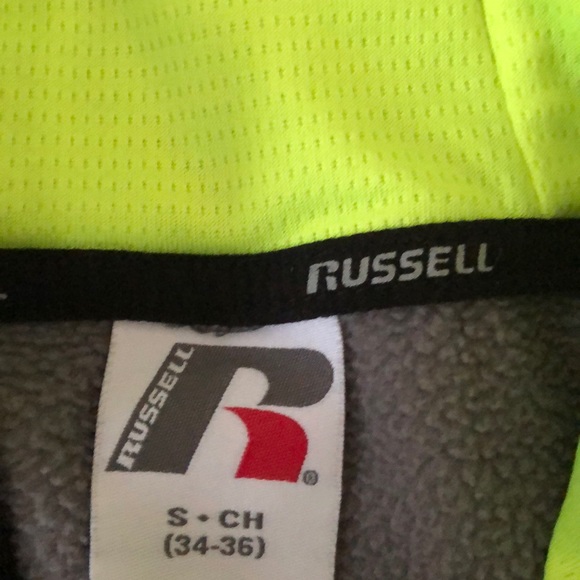 RUSSELL
RUSSELL
®
S • CH
(34-36)